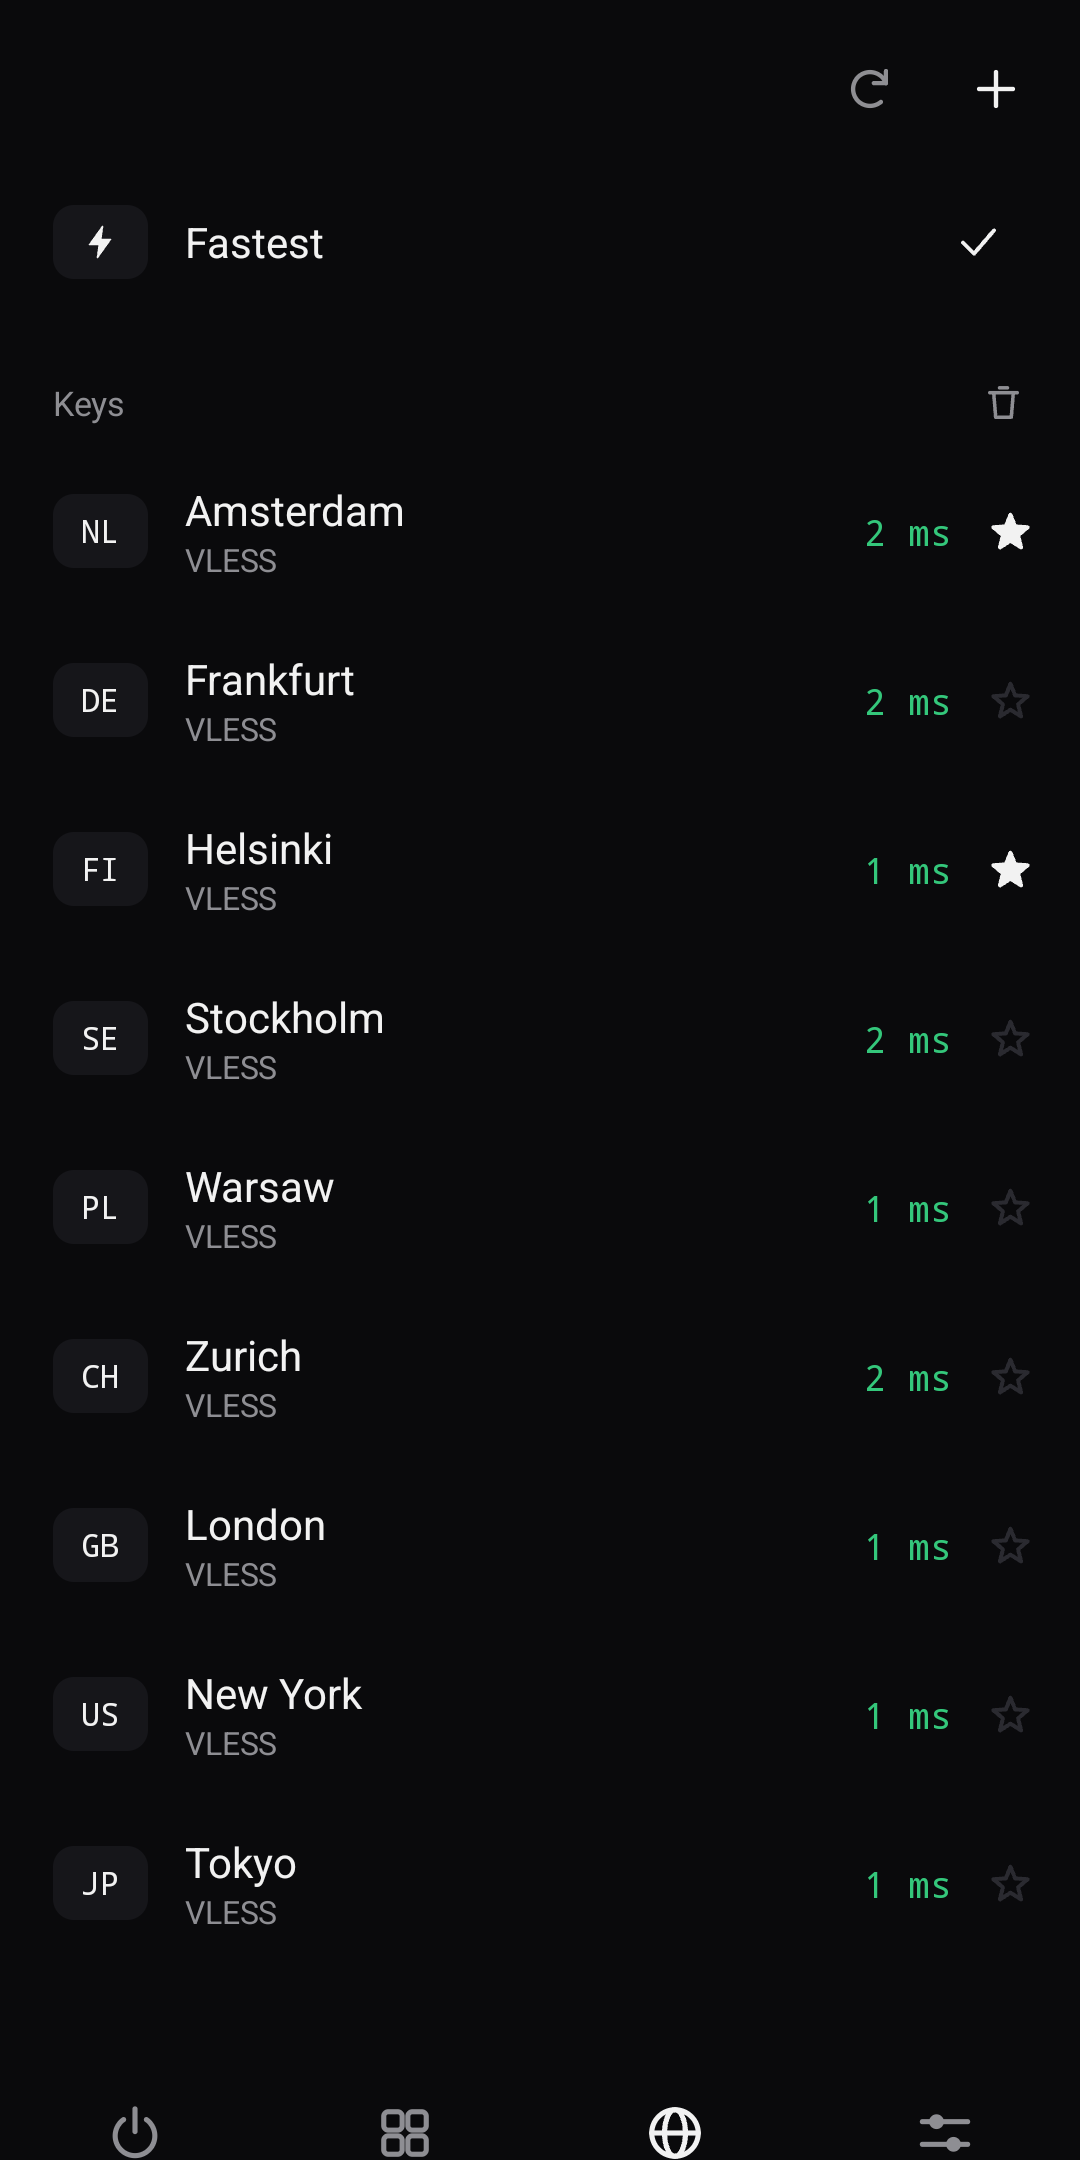 Fastest
Keys
NL
Amsterdam
VLESS
2 ms
DE
Frankfurt
VLESS
2 ms
FI
Helsinki
VLESS
1 ms
SE
Stockholm
VLESS
2 ms
PL
Warsaw
VLESS
1 ms
CH
Zurich
VLESS
2 ms
GB
London
VLESS
1 ms
US
New York
VLESS
1 ms
JP
Tokyo
VLESS
1 ms